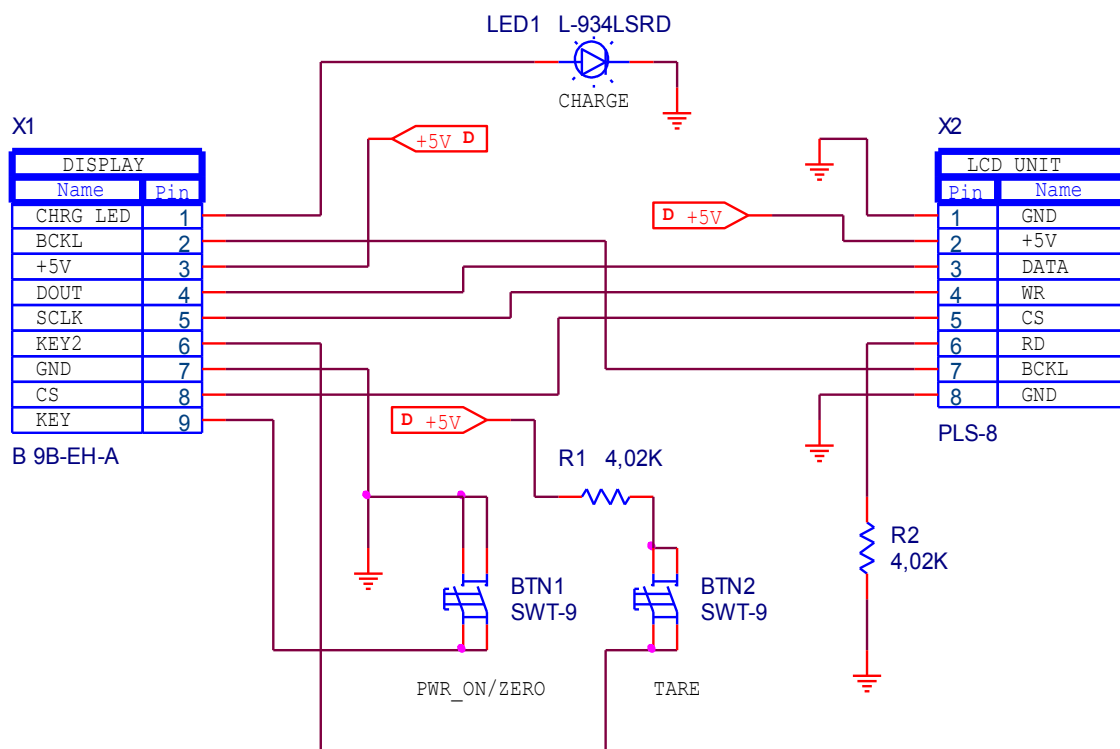 LED1 L-934LSRD
CHARGE
X1
DISPLAY
Name Pin
CHRG LED 1
BCKL 2
+5V 3
DOUT 4
SCLK 5
KEY2 6
GND 7
CS 8
KEY 9
B 9B-EH-A
+5V D
D +5V
X2
LCD UNIT
Pin Name
1 GND
2 +5V
3 DATA
4 WR
5 CS
6 RD
7 BCKL
8 GND
PLS-8
D +5V
R1 4,02K
R2
4,02K
BTN1
SWT-9
BTN2
SWT-9
PWR_ON/ZERO
TARE